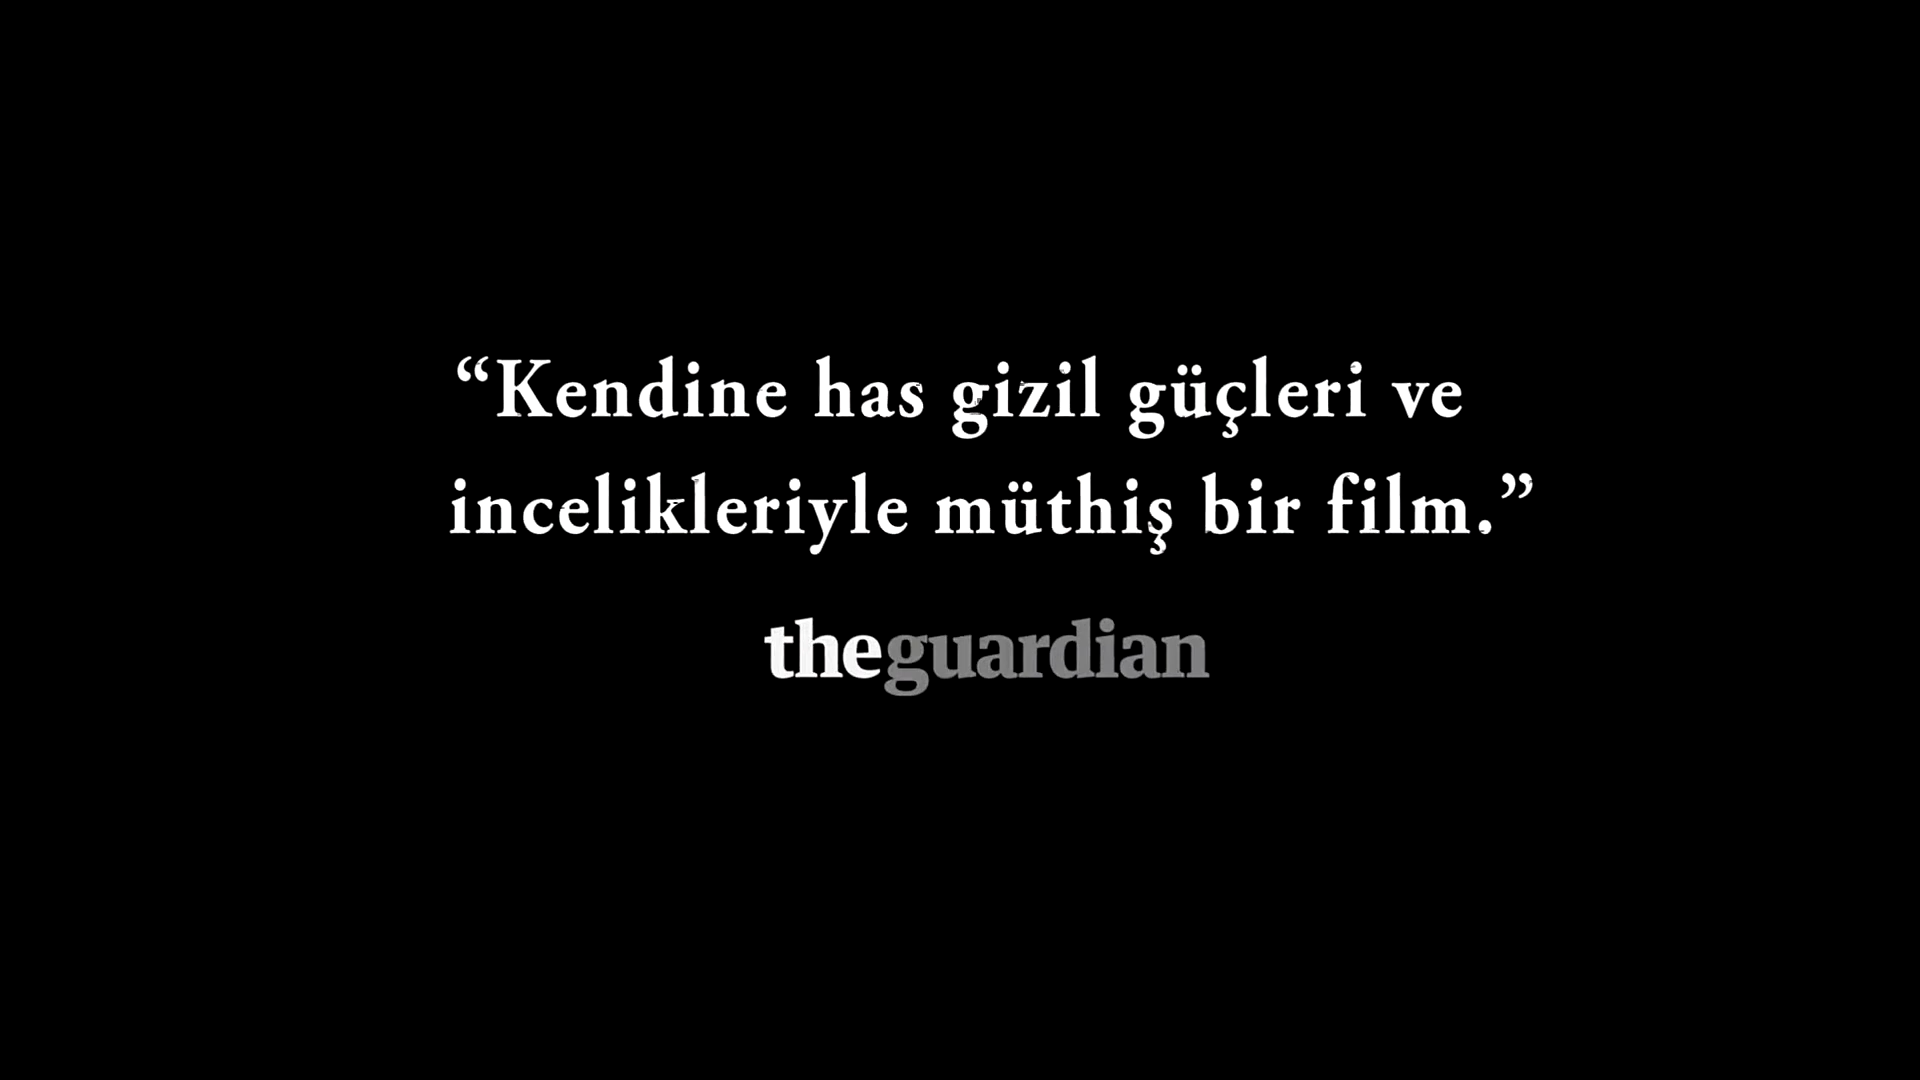 “Kendine has gizil güçleri ve
incelikleriyle müthiş bir film.”
theguardian